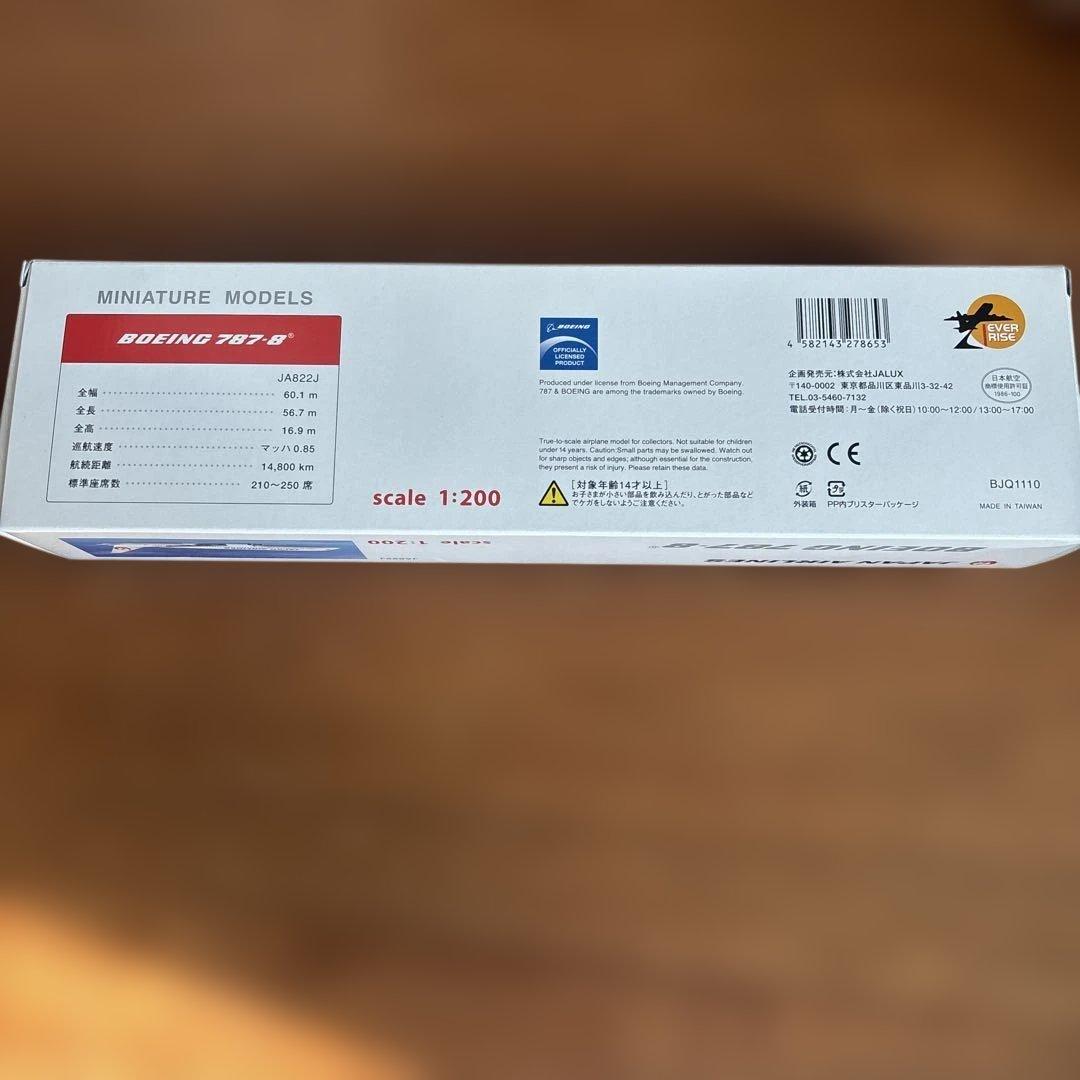 MINIATURE MODELS
BOEING 787-8®
JA822J
全幅 60.1 m
全長 56.7 m
全高 16.9 m
巡航速度 マッハ 0.85
航続距離 14,800 km
標準座席数 210〜250 席
scale 1:200
BOEING
OFFICIALLY
LICENSED
PRODUCT
Produced under license from Boeing Management Company.
787 & BOEING are among the trademarks owned by Boeing.
True-to-scale airplane model for collectors. Not suitable for children
under 14 years. Caution:Small parts may be swallowed. Watch out
for sharp objects and edges; although essential for the construction,
they present a risk of injury. Please retain these data.
[対象年齢14才以上]
お子さまが小さい部品を飲み込んだり、とがった部品など
でケガをしないようご注意ください。
4 582143 278653
企画発売元:株式会社JALUX
〒140-0002 東京都品川区東品川3-32-42
TEL.03-5460-7132
電話受付時間:月〜金(除く祝日)10:00〜12:00/13:00〜17:00
EVER
RISE
日本航空
商標使用許可証
1986-100
CE
紙
外装箱
プラ
PP内ブリスターパッケージ
BJQ1110
MADE IN TAIWAN
JAPAN AIRLINES
BOEING 787-8®
scale 1:200
JA822J